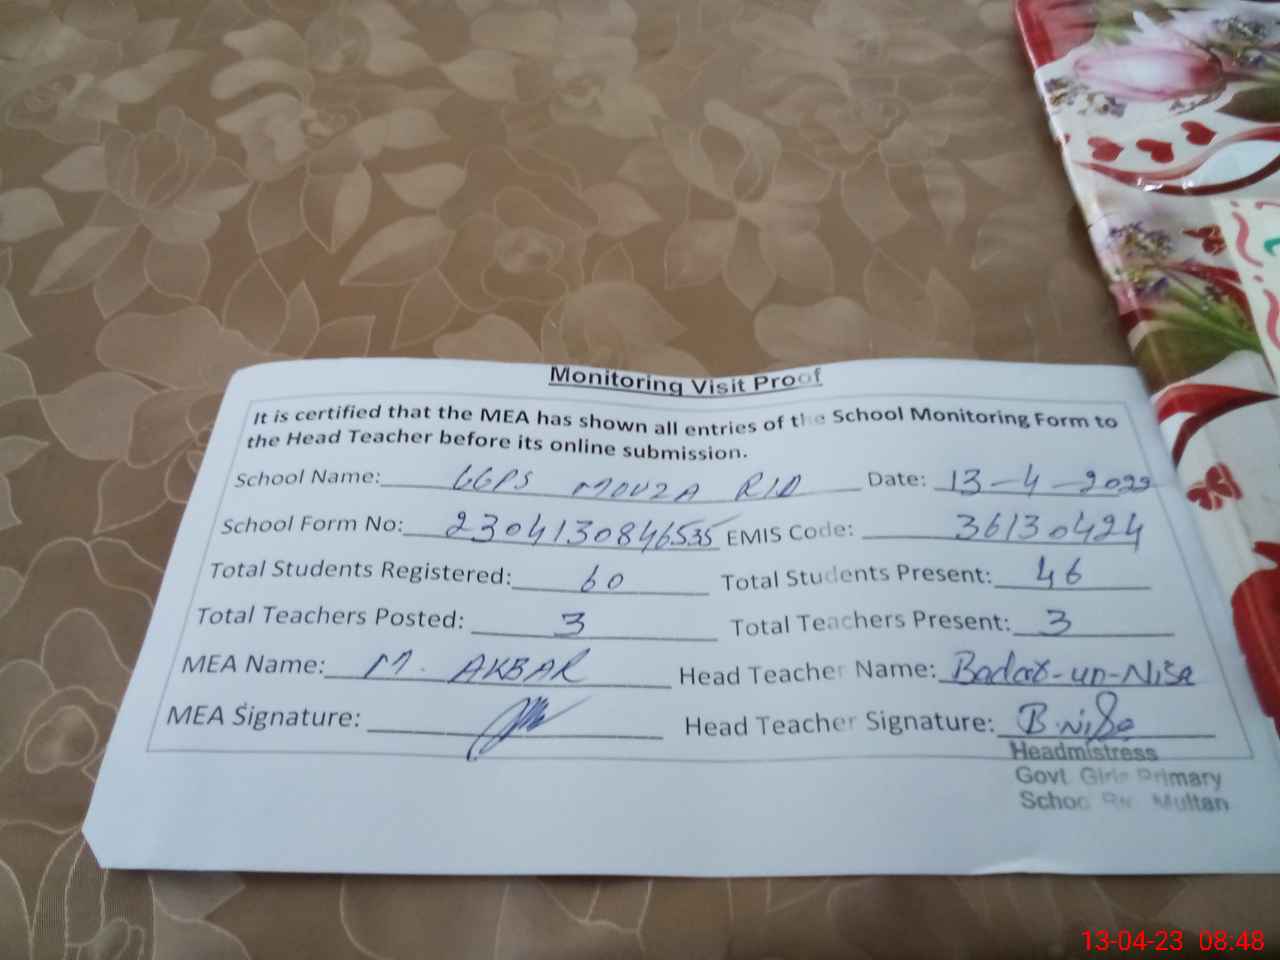 Monitoring Visit Proof
It is certified that the MEA has shown all entries of the School Monitoring Form to
the Head Teacher before its online submission.
School Name: GGPS MOUZA RID Date: 13-4-2023
School Form No: 2304130846535 EMIS Code: 36130424
Total Students Registered: 60 Total Students Present: 46
Total Teachers Posted: 3 Total Teachers Present: 3
MEA Name: M. AKBAR Head Teacher Name: Badar-un-Nisa
MEA Signature: Head Teacher Signature: B.Nisa
Headmistress
Govt Girls Primary
School Multan
13-04-23 08:48